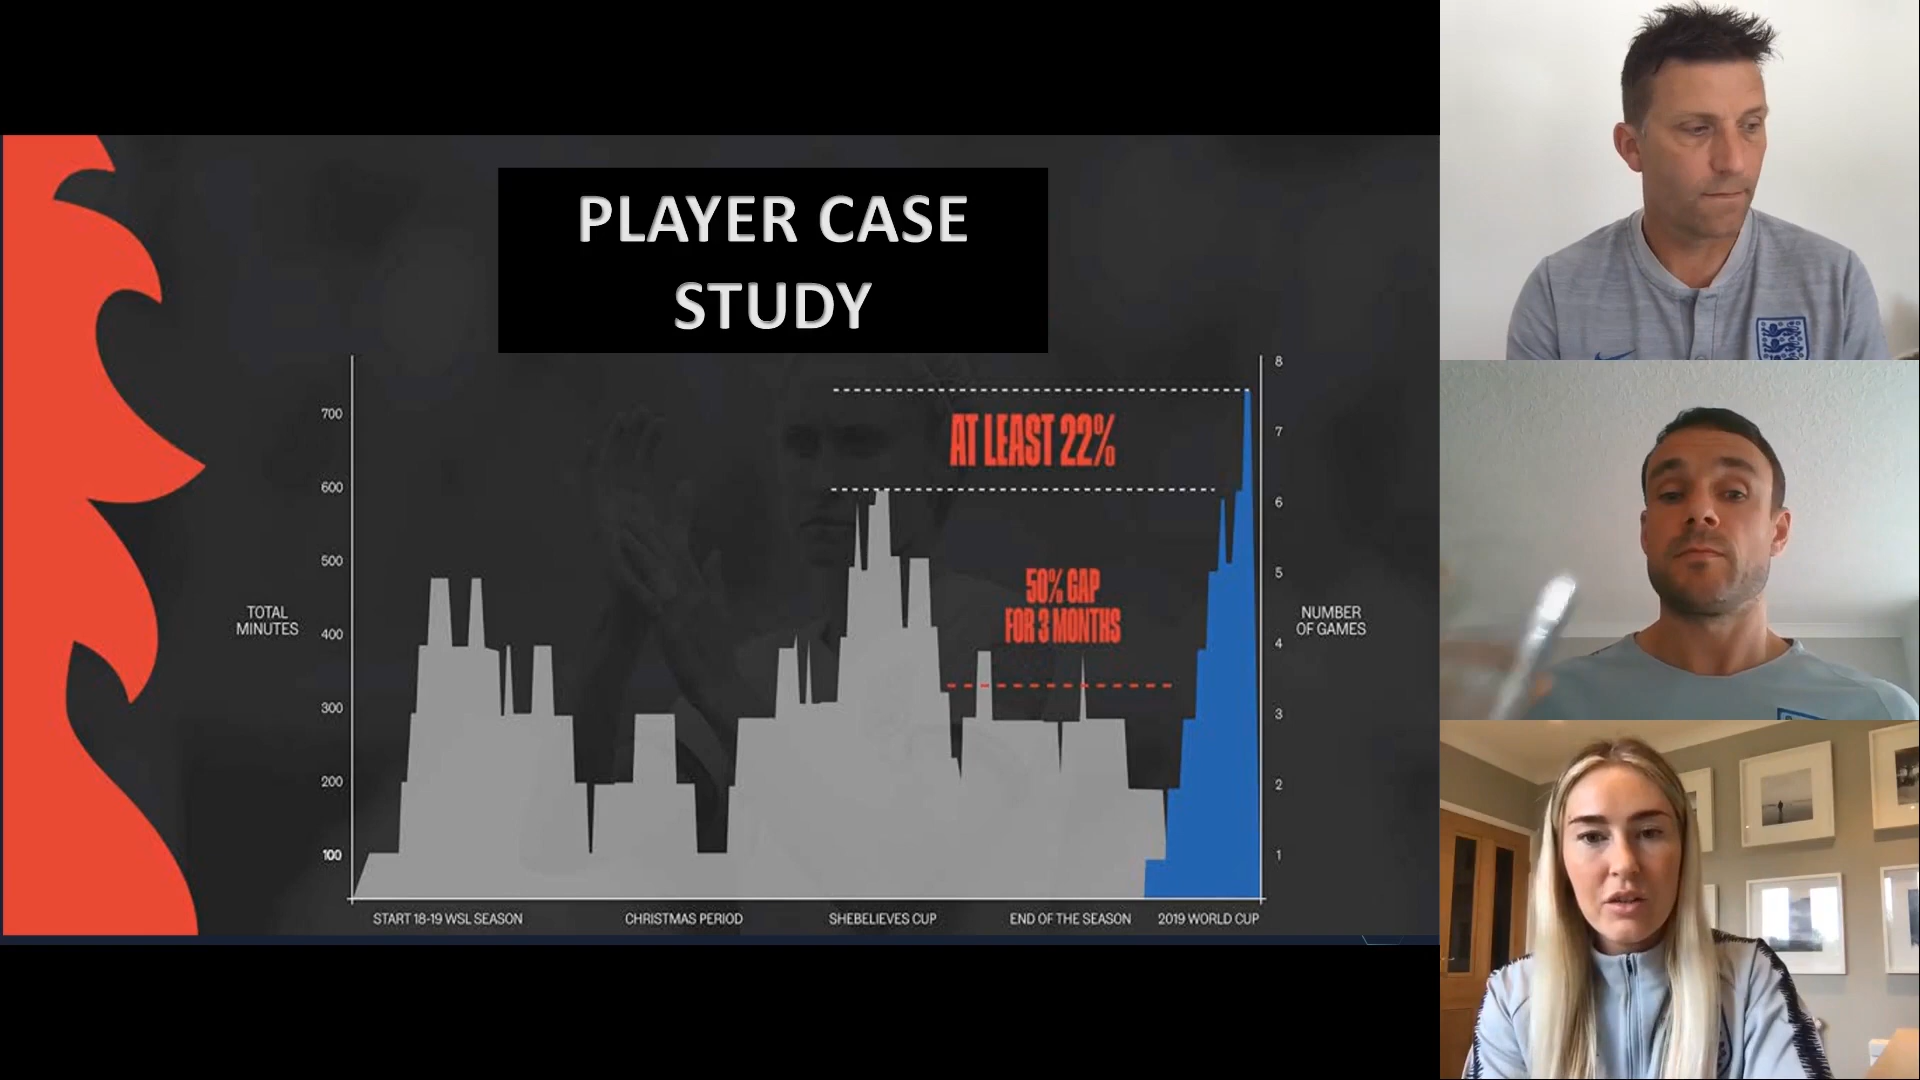 PLAYER CASE
STUDY
8
700
AT LEAST 22%
7
600
6
500
5
50% GAP
FOR 3 MONTHS
TOTAL
MINUTES
NUMBER
OF GAMES
400
4
300
3
200
2
100
1
START 18-19 WSL SEASON
CHRISTMAS PERIOD
SHEBELIEVES CUP
END OF THE SEASON
2019 WORLD CUP